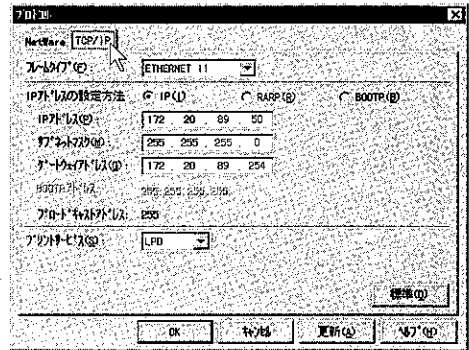 プロトコル
NetWare TCP/IP
フレームタイプ(F) ETHERNET II
IPアドレスの設定方法 IP(I) RARP(R) BOOTP(B)
IPアドレス(P): 172 . 20 . 89 . 50
サブネットマスク(M): 255 . 255 . 255 . 0
ゲートウェイアドレス(G): 172 . 20 . 89 . 254
BOOTPアドレス 255.255.255.255
ブロードキャストアドレス: 255
プリントサービス(S): LPD
標準(D)
OK キャンセル 更新(A) ヘルプ(H)